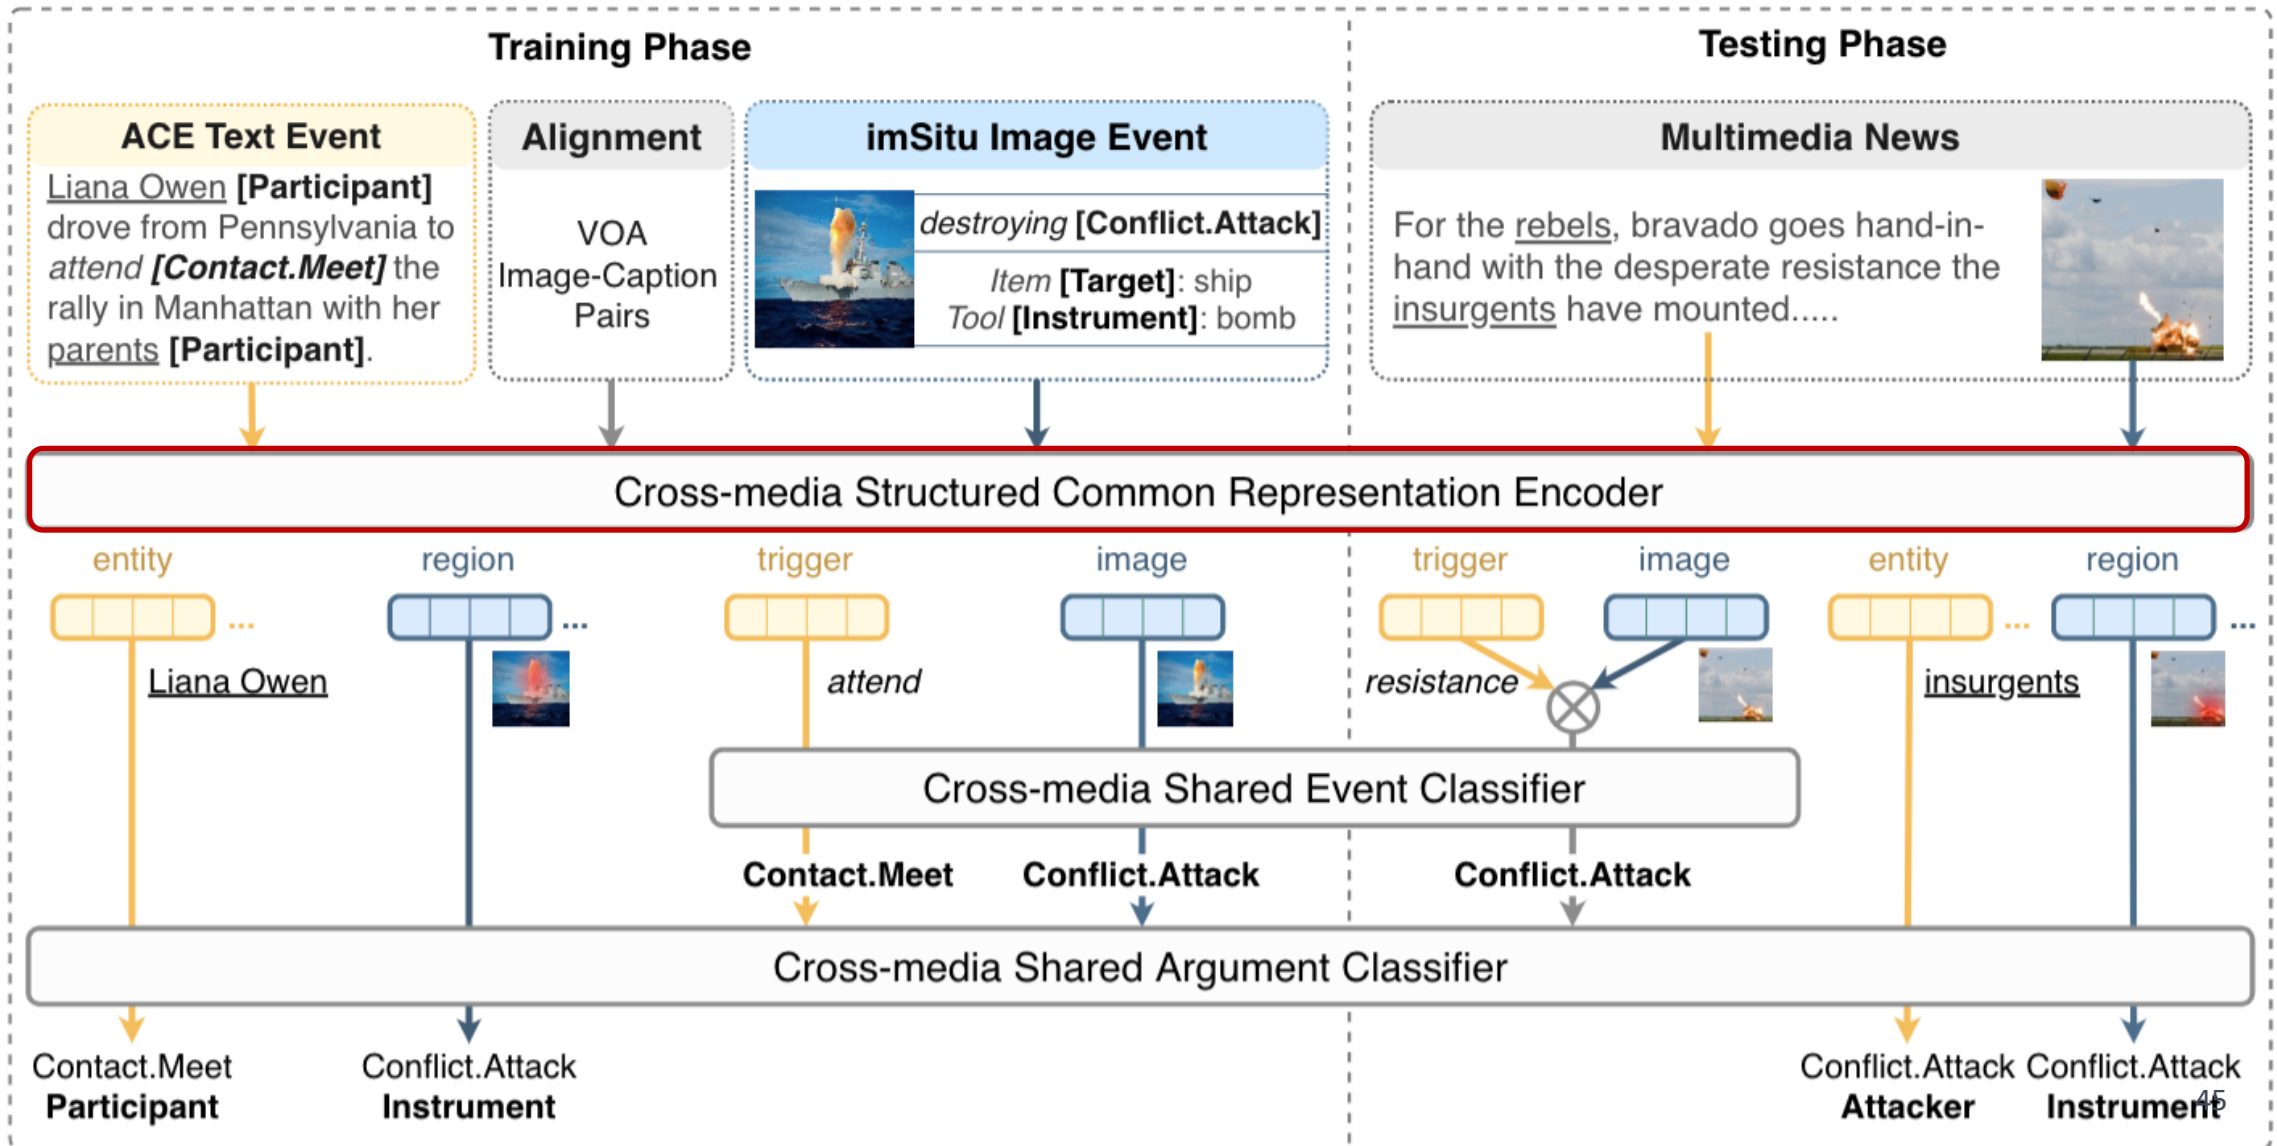 Training Phase
Testing Phase
ACE Text Event
Liana Owen [Participant]
drove from Pennsylvania to
attend [Contact.Meet] the
rally in Manhattan with her
parents [Participant].
Alignment
VOA
Image-Caption
Pairs
imSitu Image Event
destroying [Conflict.Attack]
Item [Target]: ship
Tool [Instrument]: bomb
Multimedia News
For the rebels, bravado goes hand-in-
hand with the desperate resistance the
insurgents have mounted.....
Cross-media Structured Common Representation Encoder
entity
region
trigger
image
trigger
image
entity
region
...
...
...
...
Liana Owen
attend
resistance
insurgents
Cross-media Shared Event Classifier
Contact.Meet
Conflict.Attack
Conflict.Attack
Cross-media Shared Argument Classifier
Contact.Meet
Participant
Conflict.Attack
Instrument
Conflict.Attack
Attacker
Conflict.Attack
Instrument
45